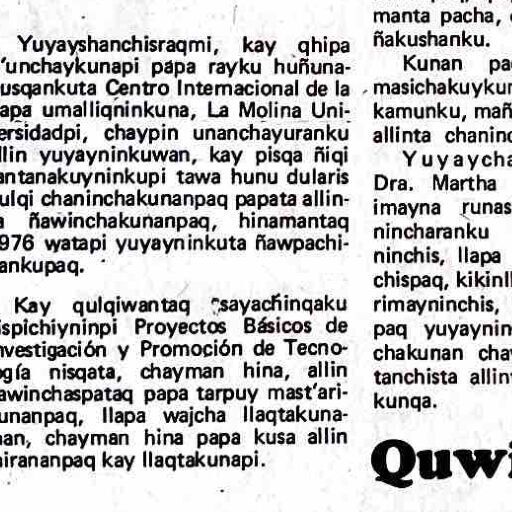 Yuyayshanchisraqmi, kay qhipa
'unchaykunapi papa rayku huñuna-
usqankuta Centro Internacional de la
apa umalliqninkuna, La Molina Uni-
ersidadpi, chaypin unanchayuranku
llin yuyayninkuwan, kay pisqa ñiqi
antanakuyninkupi tawa hunu dularis
ulqi chaninchakunanpaq papata allin-
a ñawinchakunanpaq, hinamantaq
976 watapi yuyayninkuta ñawpachi-
ankupaq.
Kay qulqiwantaq sayachinqaku
ispichiyninpi Proyectos Básicos de
nvestigación y Promoción de Tecno-
ogía nisqata, chayman hina, allin
awinchaspataq papa tarpuy mast'ari-
unanpaq, llapa wajcha llaqtakuna-
nan, chayman hina papa kusa allin
irananpaq kay llaqtakunapi.
manta pacha,
ñakushanku.
Kunan pa
masichakuykun
kamunku, mañ
allinta chaninc
Yuyaycha
Dra. Martha
imayna runas
nincharanku
ninchis, llapa
chispaq, kikinll
rimayninchis,
paq yuyaynin
chakunan cha
tanchista allin
kunqa.
Quwi